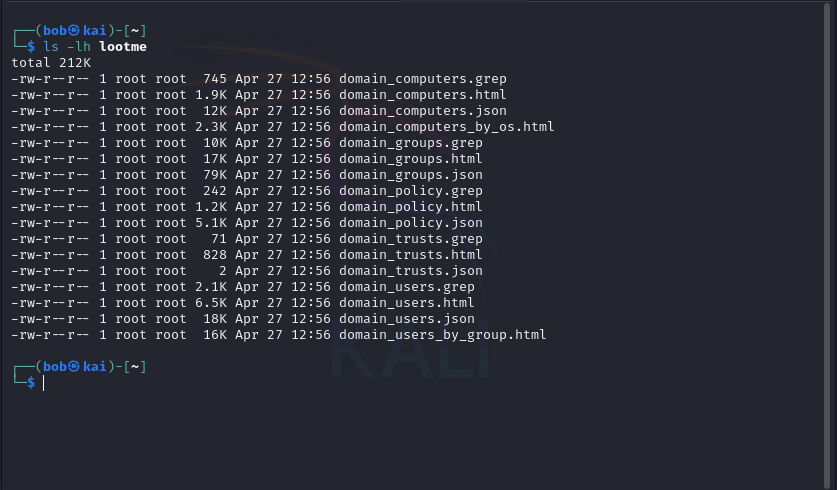 ┌──(bob㉿kai)-[~]
└─$ ls -lh lootme
total 212K
-rw-r--r-- 1 root root  745 Apr 27 12:56 domain_computers.grep
-rw-r--r-- 1 root root 1.9K Apr 27 12:56 domain_computers.html
-rw-r--r-- 1 root root  12K Apr 27 12:56 domain_computers.json
-rw-r--r-- 1 root root 2.3K Apr 27 12:56 domain_computers_by_os.html
-rw-r--r-- 1 root root  10K Apr 27 12:56 domain_groups.grep
-rw-r--r-- 1 root root  17K Apr 27 12:56 domain_groups.html
-rw-r--r-- 1 root root  79K Apr 27 12:56 domain_groups.json
-rw-r--r-- 1 root root  242 Apr 27 12:56 domain_policy.grep
-rw-r--r-- 1 root root 1.2K Apr 27 12:56 domain_policy.html
-rw-r--r-- 1 root root 5.1K Apr 27 12:56 domain_policy.json
-rw-r--r-- 1 root root   71 Apr 27 12:56 domain_trusts.grep
-rw-r--r-- 1 root root  828 Apr 27 12:56 domain_trusts.html
-rw-r--r-- 1 root root    2 Apr 27 12:56 domain_trusts.json
-rw-r--r-- 1 root root 2.1K Apr 27 12:56 domain_users.grep
-rw-r--r-- 1 root root 6.5K Apr 27 12:56 domain_users.html
-rw-r--r-- 1 root root  18K Apr 27 12:56 domain_users.json
-rw-r--r-- 1 root root  16K Apr 27 12:56 domain_users_by_group.html
KALI
┌──(bob㉿kai)-[~]
└─$